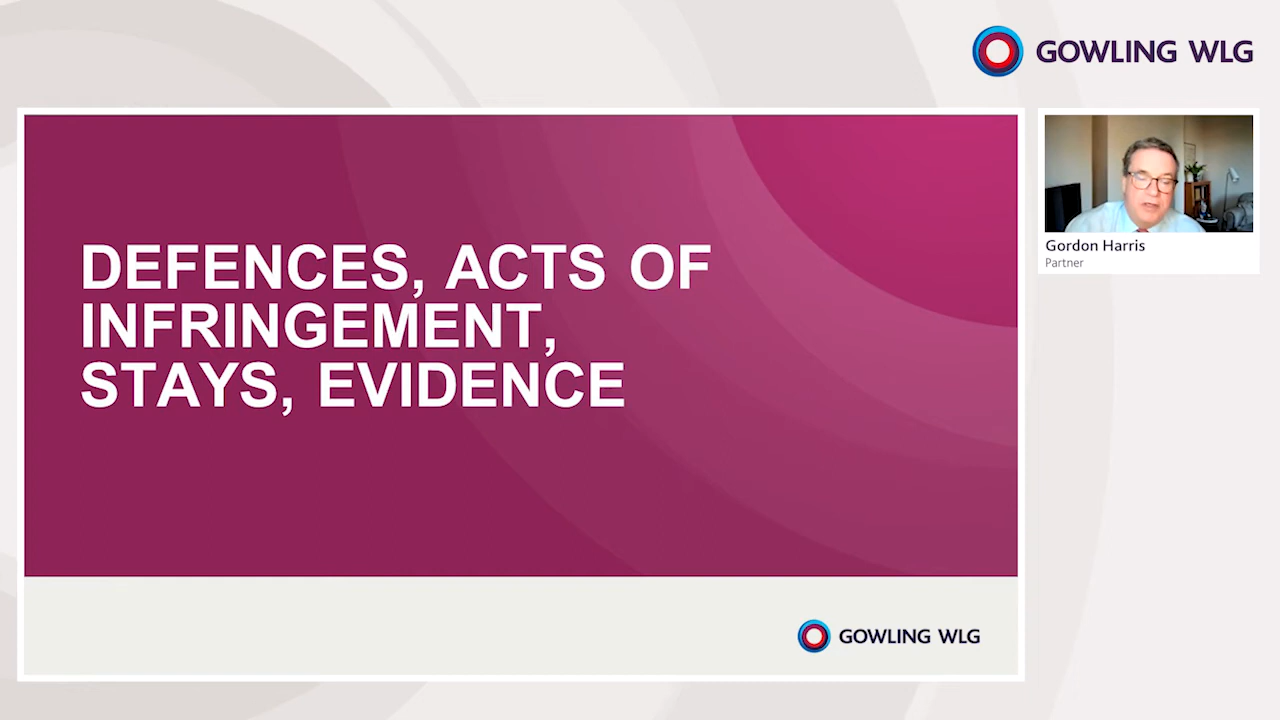 GOWLING WLG
DEFENCES, ACTS OF
INFRINGEMENT,
STAYS, EVIDENCE
Gordon Harris
Partner
GOWLING WLG